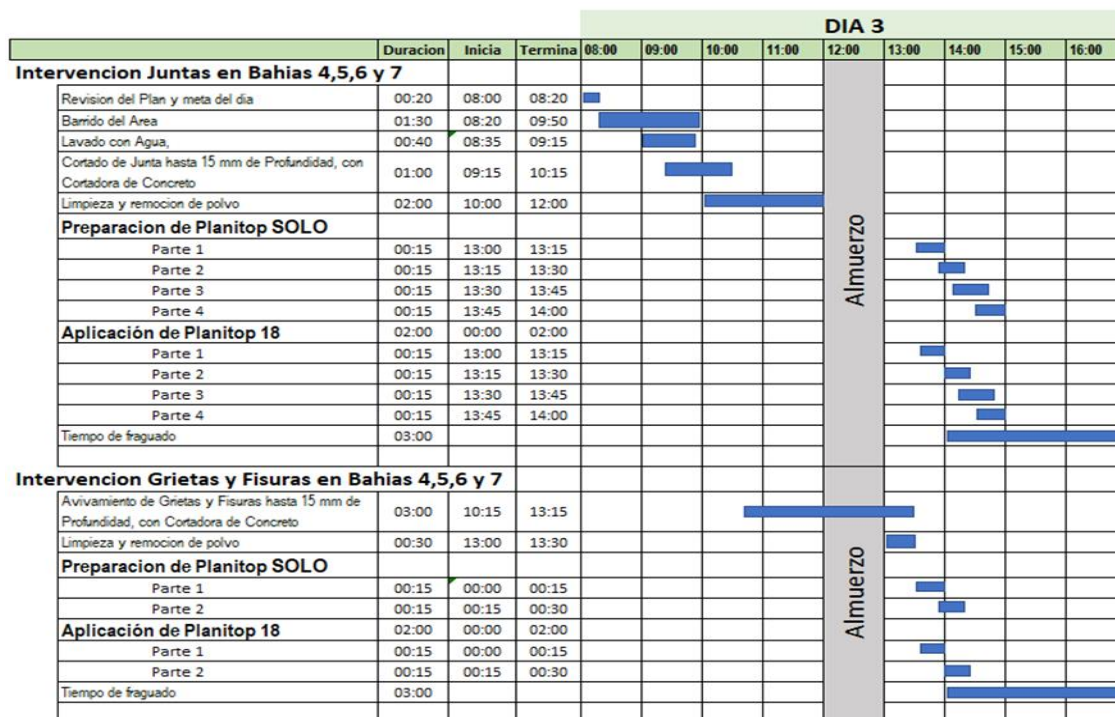 DIA 3
Duracion Inicia Termina 08:00 09:00 10:00 11:00 12:00 13:00 14:00 15:00 16:00
Intervencion Juntas en Bahias 4,5,6 y 7
Revision del Plan y meta del dia 00:20 08:00 08:20
Barrido del Area 01:30 08:20 09:50
Lavado con Agua, 00:40 08:35 09:15
Cortado de Junta hasta 15 mm de Profundidad, con
Cortadora de Concreto 01:00 09:15 10:15
Limpieza y remocion de polvo 02:00 10:00 12:00
Preparacion de Planitop SOLO
Parte 1 00:15 13:00 13:15
Parte 2 00:15 13:15 13:30
Parte 3 00:15 13:30 13:45
Parte 4 00:15 13:45 14:00
Almuerzo
Aplicación de Planitop 18 02:00 00:00 02:00
Parte 1 00:15 13:00 13:15
Parte 2 00:15 13:15 13:30
Parte 3 00:15 13:30 13:45
Parte 4 00:15 13:45 14:00
Tiempo de fraguado 03:00
Intervencion Grietas y Fisuras en Bahias 4,5,6 y 7
Avivamiento de Grietas y Fisuras hasta 15 mm de
Profundidad, con Cortadora de Concreto 03:00 10:15 13:15
Limpieza y remocion de polvo 00:30 13:00 13:30
Preparacion de Planitop SOLO
Parte 1 00:15 00:00 00:15
Parte 2 00:15 00:15 00:30
Almuerzo
Aplicación de Planitop 18 02:00 00:00 02:00
Parte 1 00:15 00:00 00:15
Parte 2 00:15 00:15 00:30
Tiempo de fraguado 03:00